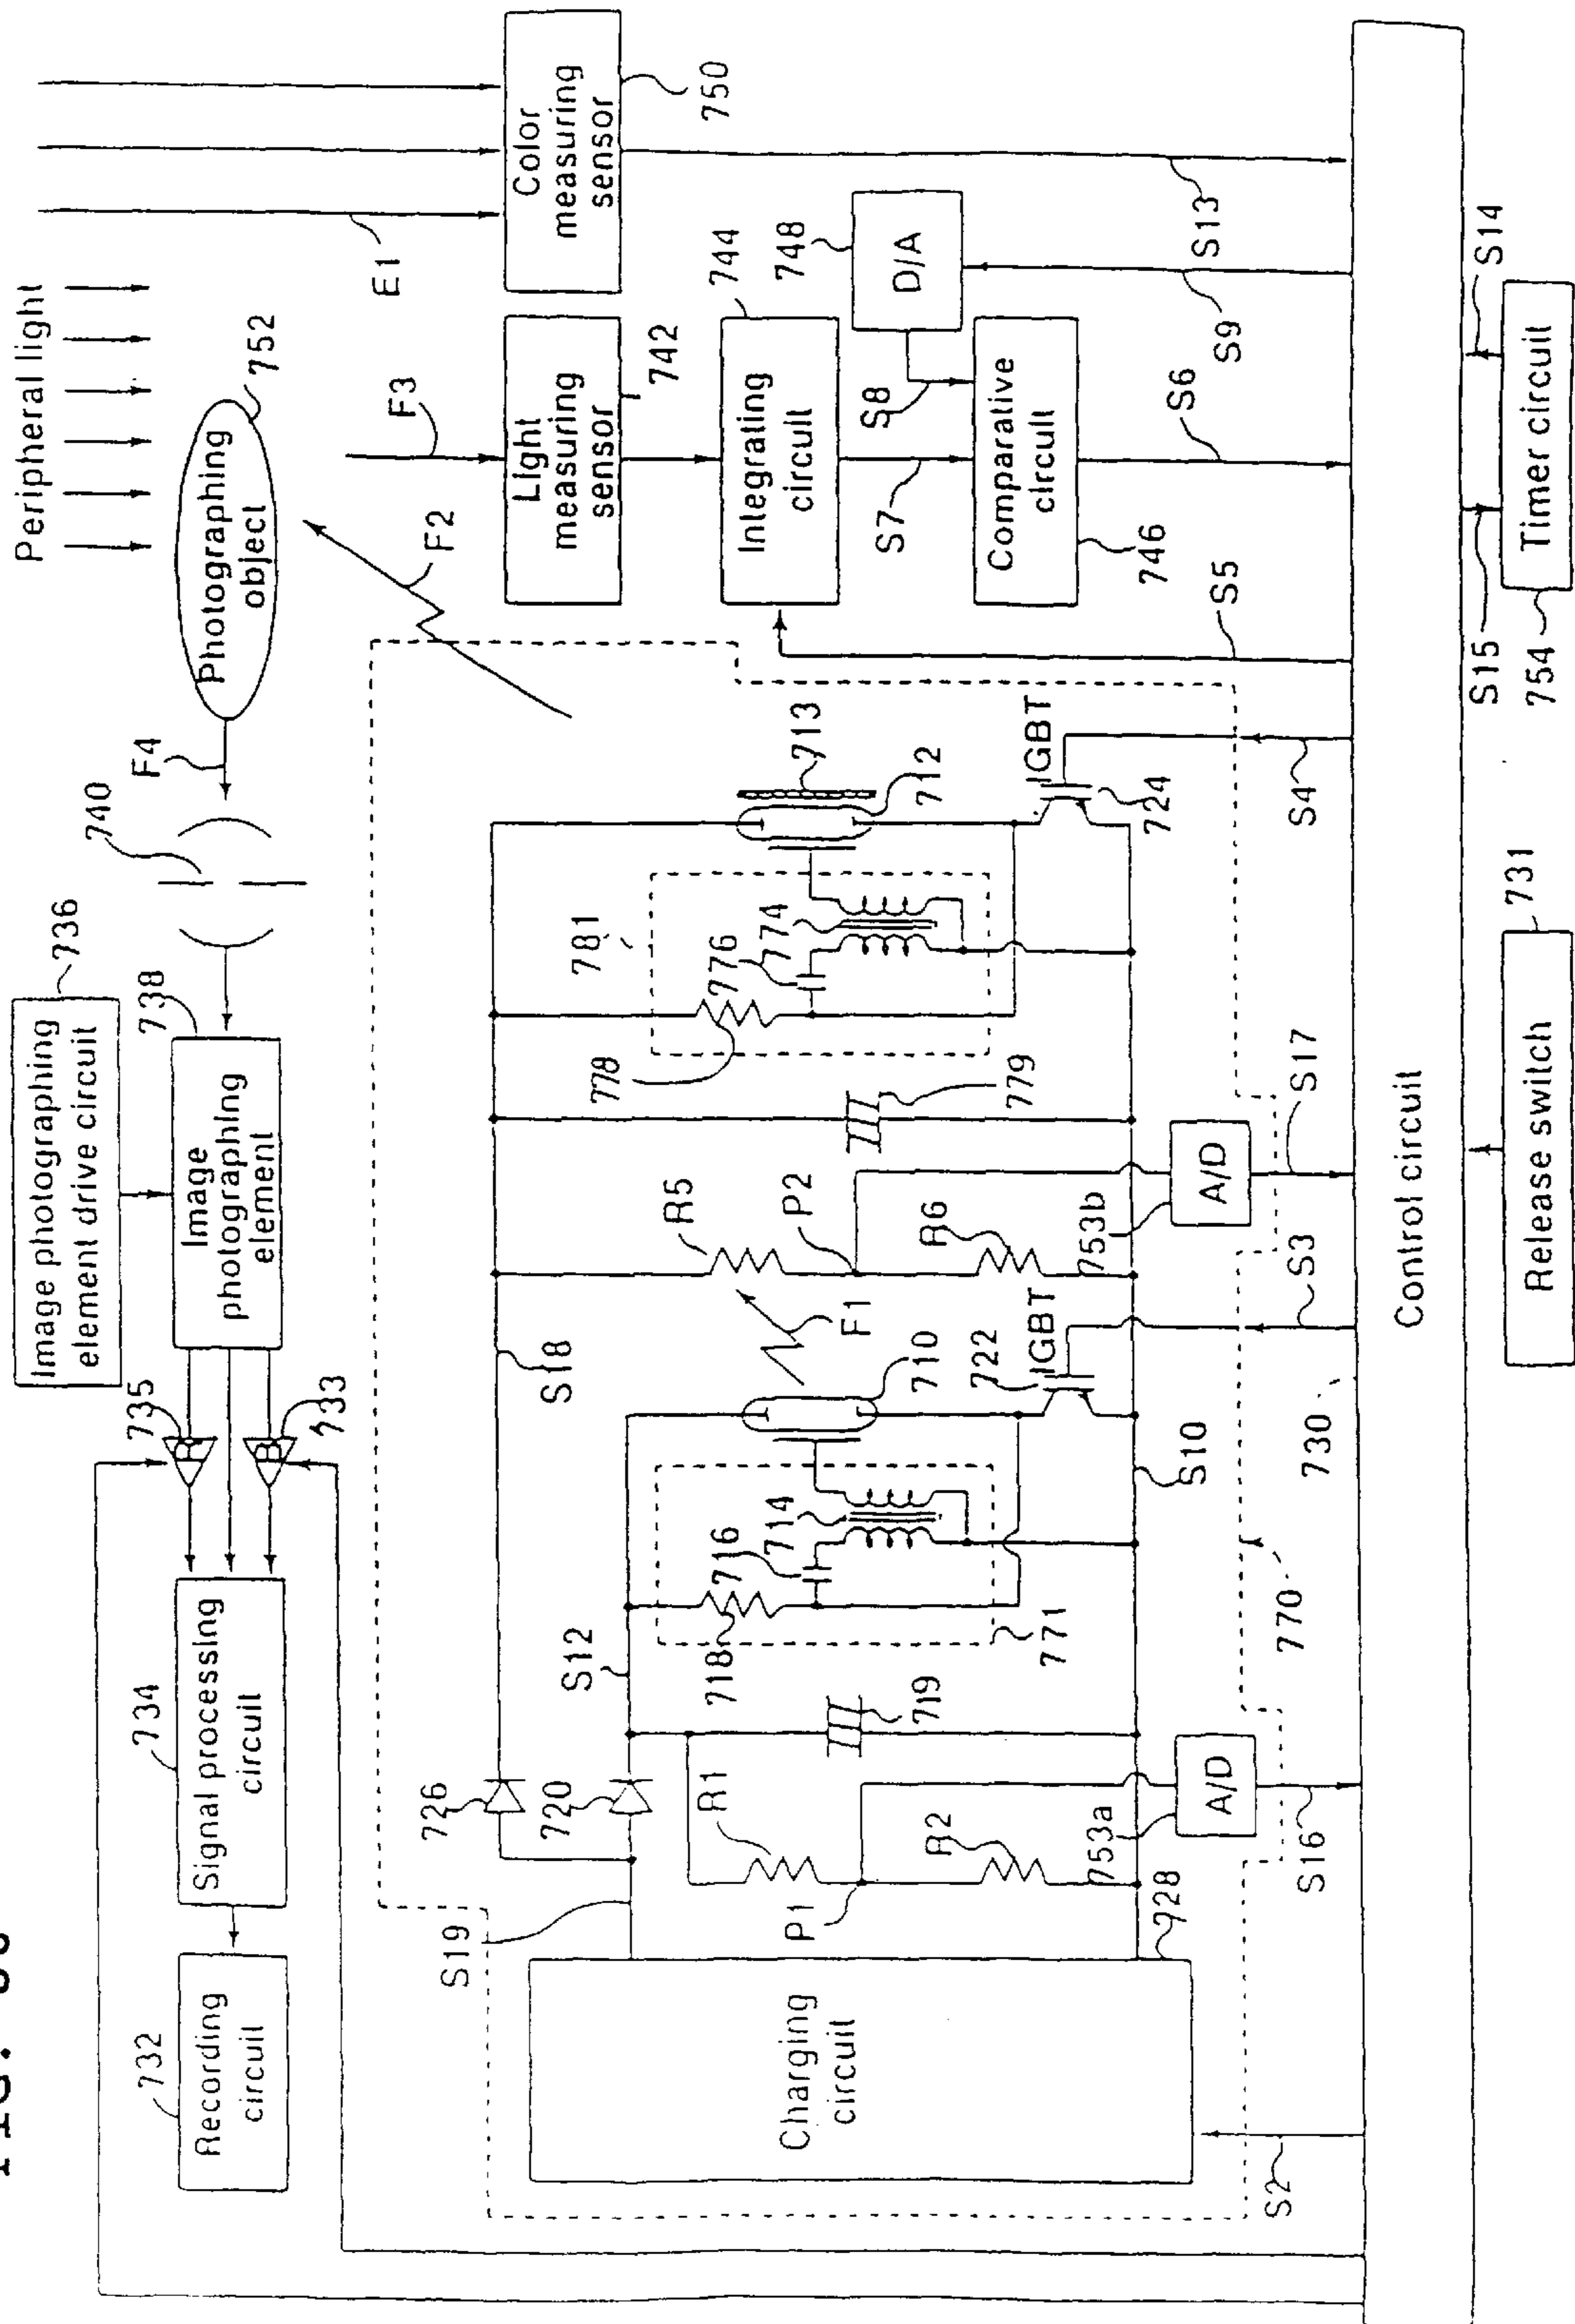 Peripheral light
Image photographing
element drive circuit
736
735
733
738
Image
photographing
element
740
F4
Photographing
object
752
E1
F3
F2
Recording
circuit
732
Signal processing
circuit
734
Light
measuring
sensor
742
Color
measuring
sensor
750
Integrating
circuit
744
748
D/A
S8
S7
Comparative
circuit
746
S5
S6
S9
S13
S19
726
720
S12
S18
R1
P1
R2
719
718
716
714
771
710
F1
722
IGBT
S10
R5
P2
R6
779
778
776
774
781
713
712
IGBT
724
Charging
circuit
728
753a
A/D
S16
753b
A/D
S17
S2
770
S3
S4
730
Control circuit
Release switch
731
S15
S14
Timer circuit
754